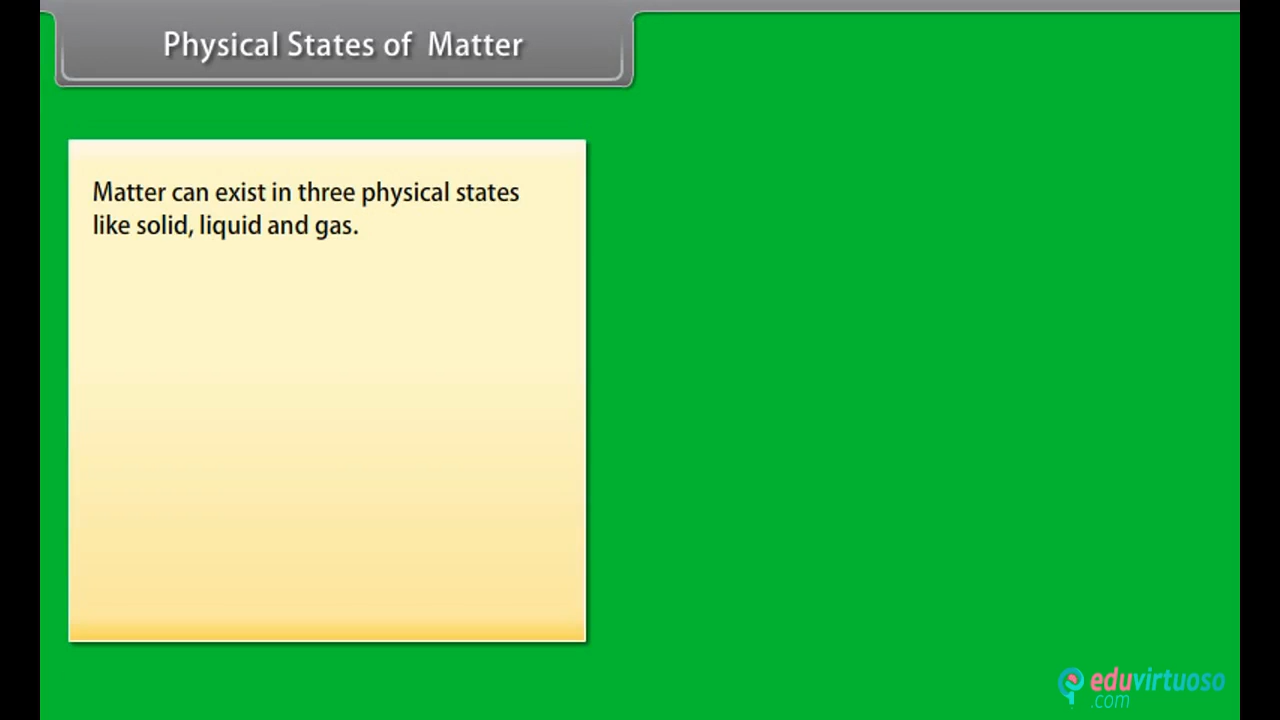 Physical States of  Matter
Matter can exist in three physical states
like solid, liquid and gas.
eduvirtuoso
.com